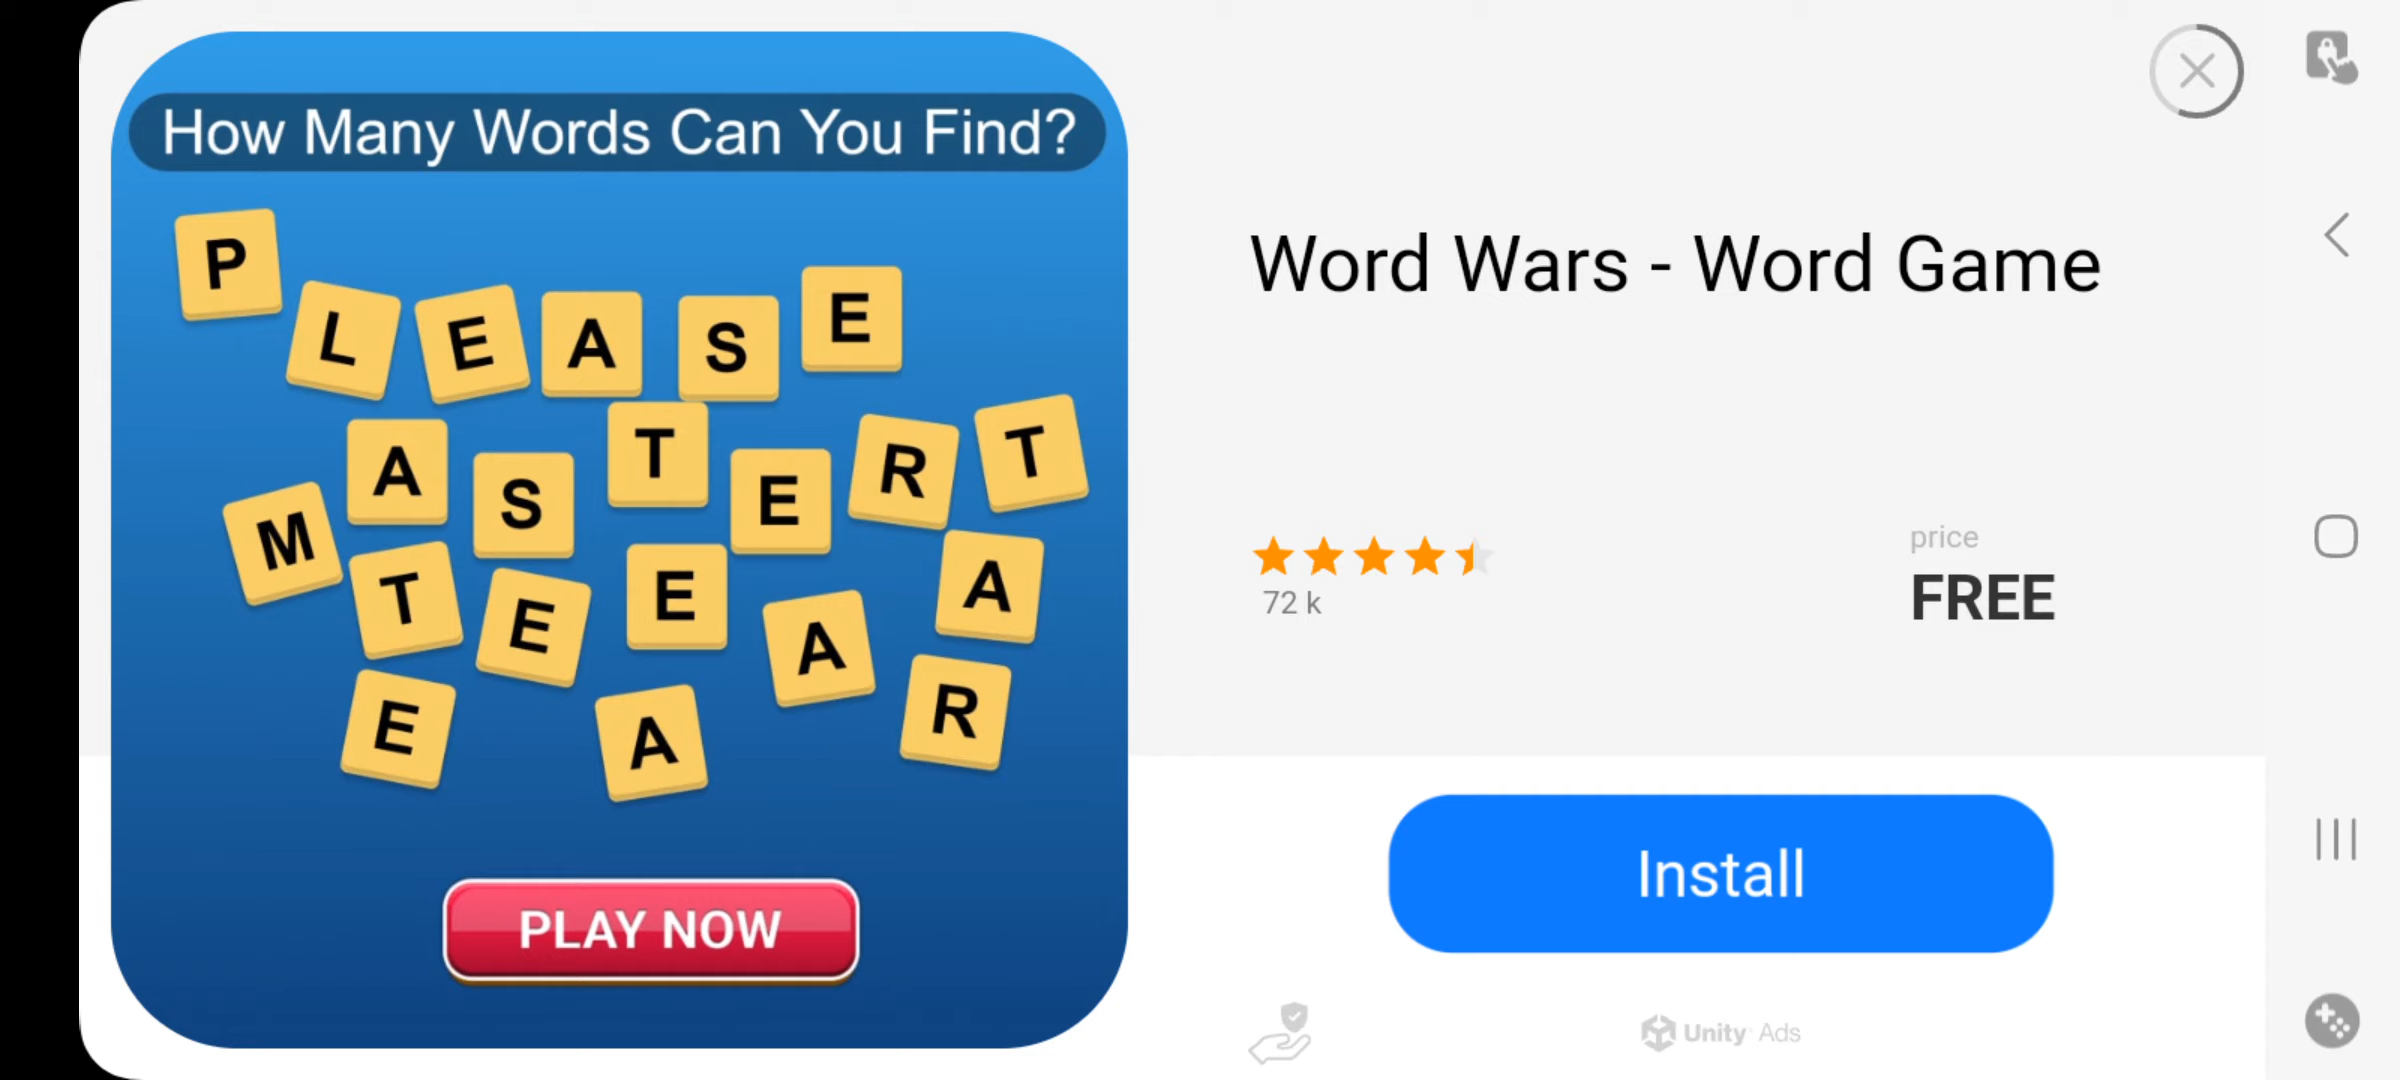 How Many Words Can You Find?
P L E A S E
M A S T E R T
T E E A A
E A R
PLAY NOW
Word Wars - Word Game
72 k
price
FREE
Install
Unity Ads